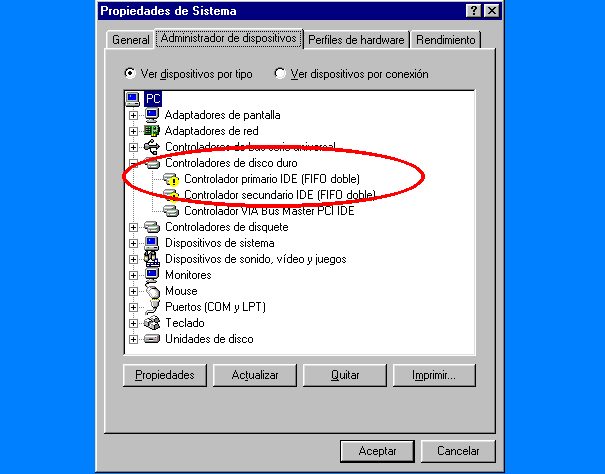 Propiedades de Sistema
General Administrador de dispositivos Perfiles de hardware Rendimiento
Ver dispositivos por tipo Ver dispositivos por conexión
PC
Adaptadores de pantalla
Adaptadores de red
Controladores de bus serie universal
Controladores de disco duro
Controlador primario IDE (FIFO doble)
Controlador secundario IDE (FIFO doble)
Controlador VIA Bus Master PCI IDE
Controladores de disquete
Dispositivos de sistema
Dispositivos de sonido, vídeo y juegos
Monitores
Mouse
Puertos (COM y LPT)
Teclado
Unidades de disco
Propiedades Actualizar Quitar Imprimir...
Aceptar Cancelar